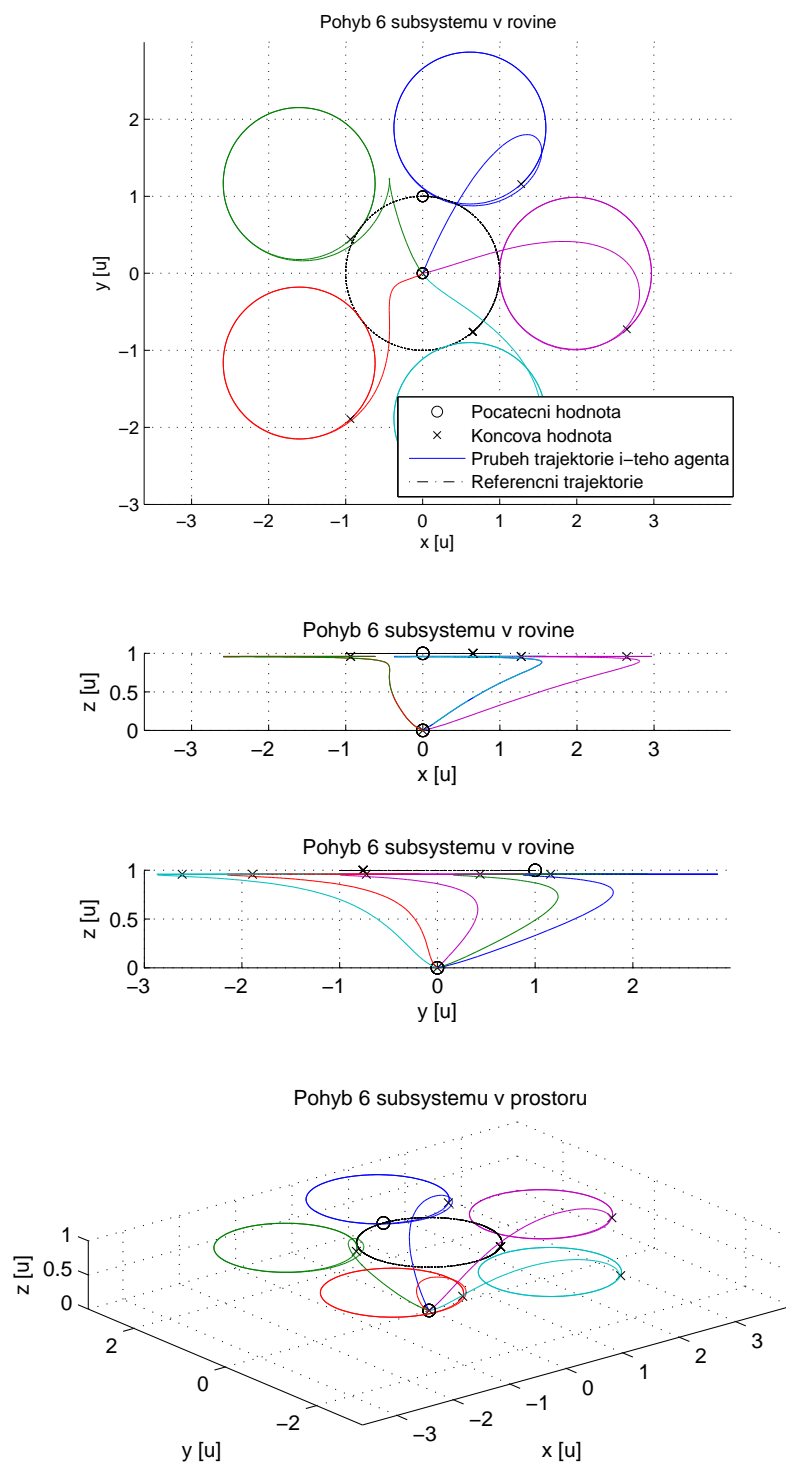 Pohyb 6 subsystemu v rovine
2
1
0
−1
−2
−3
y [u]
−3 −2 −1 0 1 2 3
x [u]
Pocatecni hodnota
Koncova hodnota
Prubeh trajektorie i−teho agenta
Referencni trajektorie
Pohyb 6 subsystemu v rovine
1
0.5
0
z [u]
−3 −2 −1 0 1 2 3
x [u]
Pohyb 6 subsystemu v rovine
1
0.5
0
z [u]
−3 −2 −1 0 1 2
y [u]
Pohyb 6 subsystemu v prostoru
1
0.5
0
z [u]
2
0
−2
y [u]
−3 −2 −1 0 1 2 3
x [u]